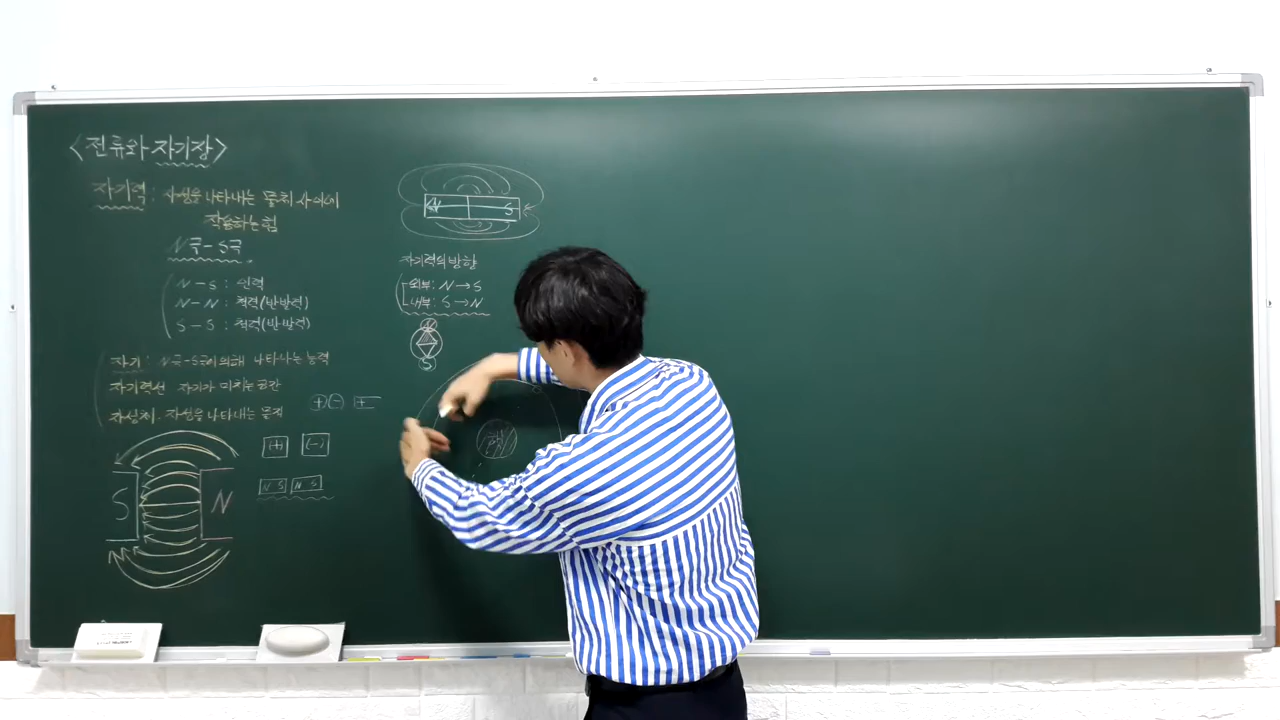 <전류와 자기장>
자기력: 자성을 나타내는 물체 사이에
작용하는 힘
N극-S극
N-S : 인력
N-N : 척력(반발력)
S-S : 척력(반발력)
자기: N극-S극에 의해 나타나는 능력
자기력선 자기가 미치는 공간
자성체. 자성을 나타내는 물질
+ - + -
(+) (-)
S N
N S N S
N S
자기력의 방향
외부: N→S
내부: S→N
S